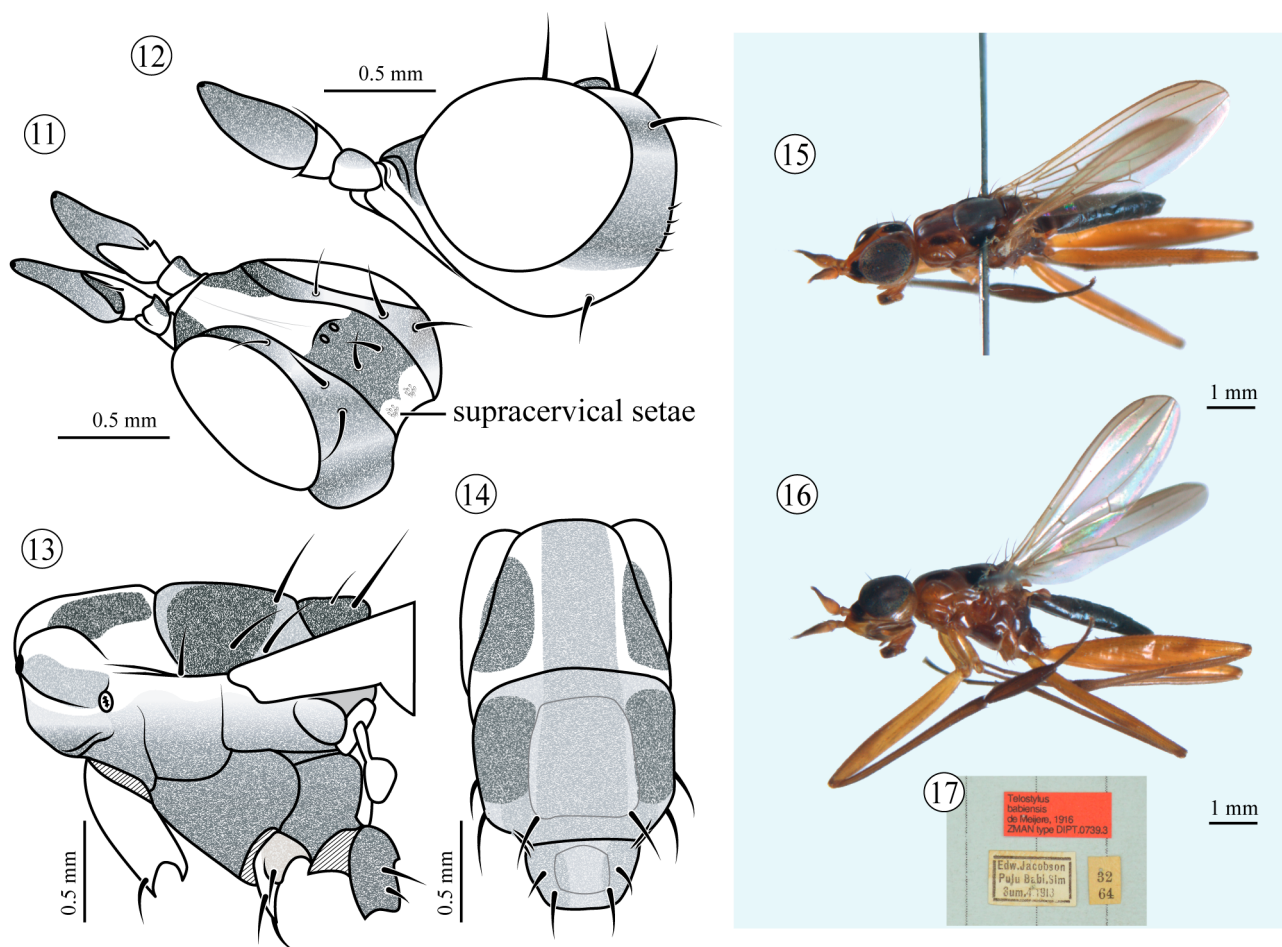 12
0.5 mm
11
0.5 mm
supracervical setae
13
14
0.5 mm
0.5 mm
15
1 mm
16
1 mm
17
Telostylus
babiensis
de Meijere, 1916
ZMAN type DIPT.0739.3
Edw. Jacobson
Pulu Babi, Sim
Sum. 4 1913
32
64